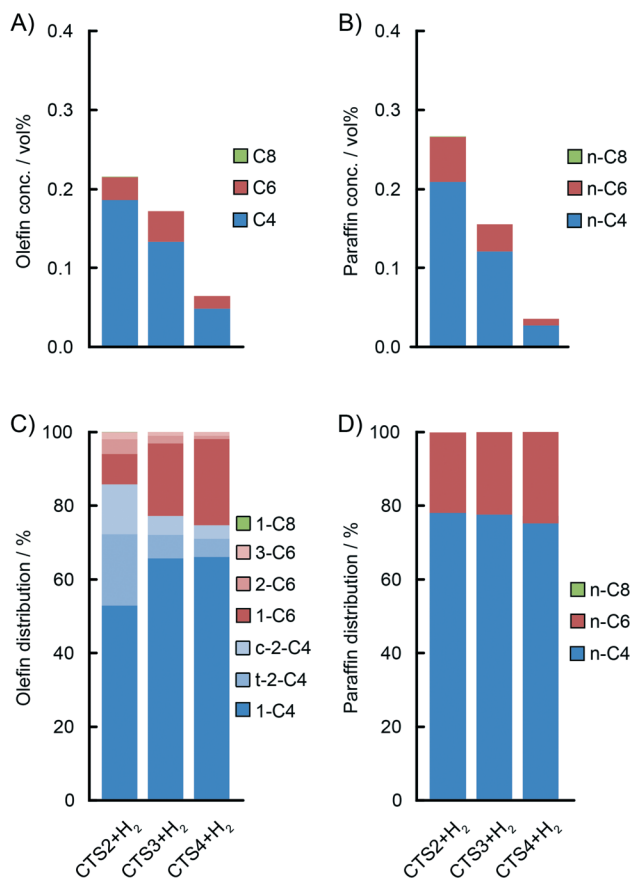 A)
Olefin conc. / vol%
0.4
0.3
0.2
0.1
0.0
C8
C6
C4
B)
Paraffin conc. / vol%
0.4
0.3
0.2
0.1
0.0
n-C8
n-C6
n-C4
C)
Olefin distribution / %
100
80
60
40
20
0
1-C8
3-C6
2-C6
1-C6
c-2-C4
t-2-C4
1-C4
CTS2+H₂
CTS3+H₂
CTS4+H₂
D)
Paraffin distribution / %
100
80
60
40
20
0
n-C8
n-C6
n-C4
CTS2+H₂
CTS3+H₂
CTS4+H₂